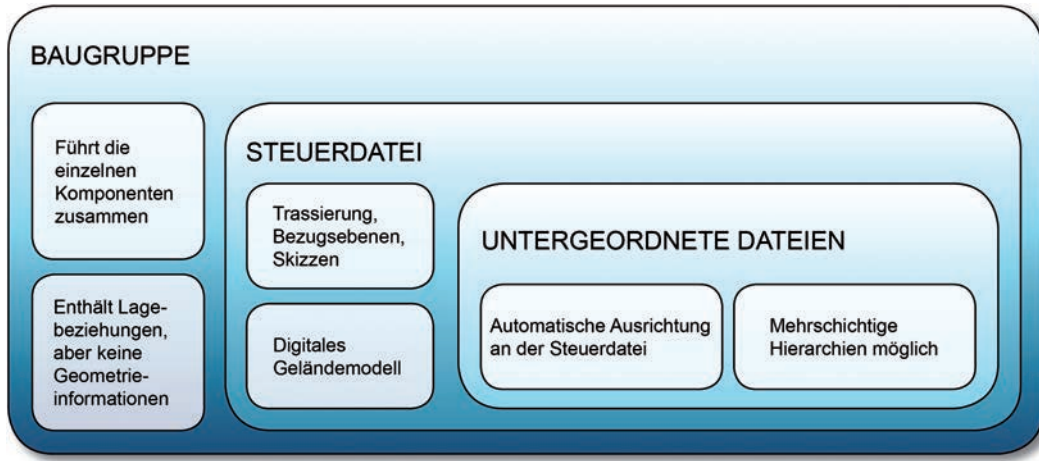 BAUGRUPPE
Führt die
einzelnen
Komponenten
zusammen
Enthält Lage-
beziehungen,
aber keine
Geometrie-
informationen
STEUERDATEI
Trassierung,
Bezugsebenen,
Skizzen
Digitales
Geländemodell
UNTERGEORDNETE DATEIEN
Automatische Ausrichtung
an der Steuerdatei
Mehrschichtige
Hierarchien möglich